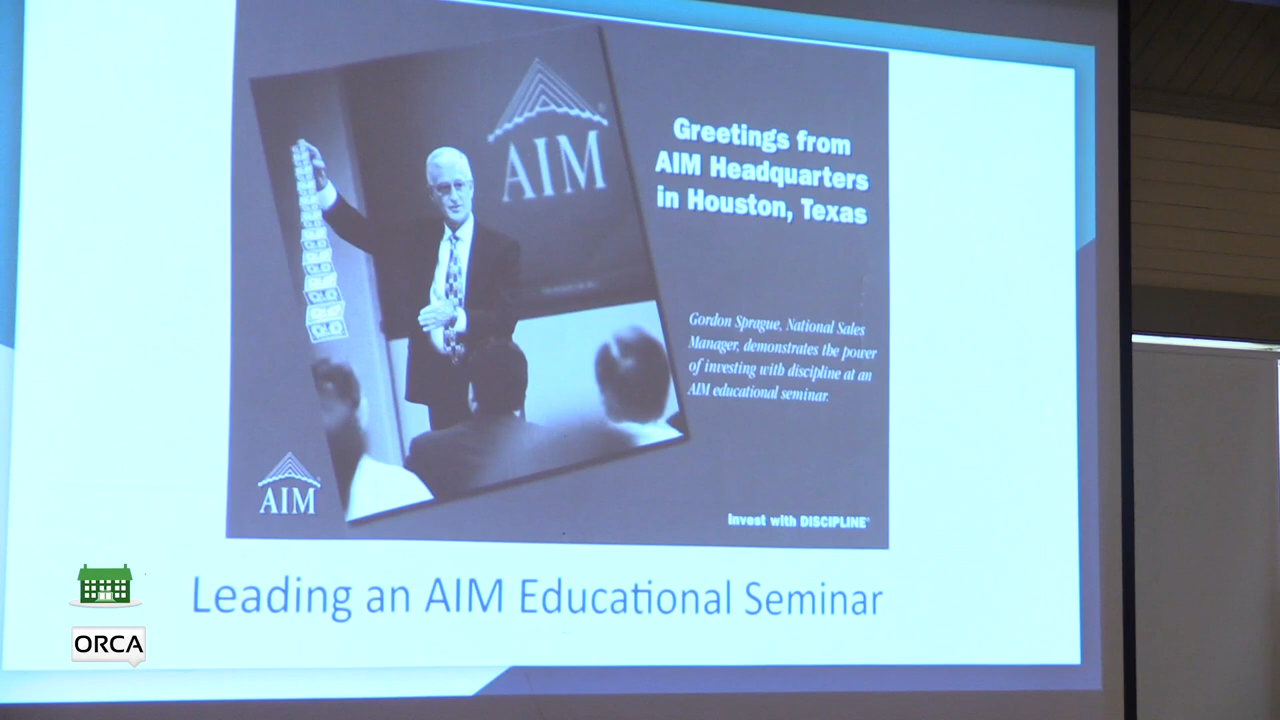 AIM
Greetings from
AIM Headquarters
in Houston, Texas
Gordon Sprague, National Sales
Manager, demonstrates the power
of investing with discipline at an
AIM educational seminar.
AIM
Invest with DISCIPLINE®
Leading an AIM Educational Seminar
ORCA